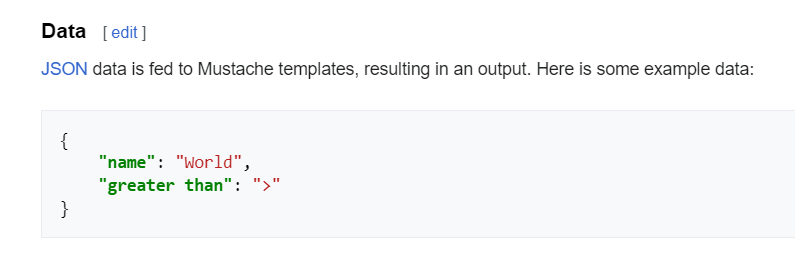 Data [ edit ]
JSON data is fed to Mustache templates, resulting in an output. Here is some example data:
{
    "name": "World",
    "greater than": ">"
}